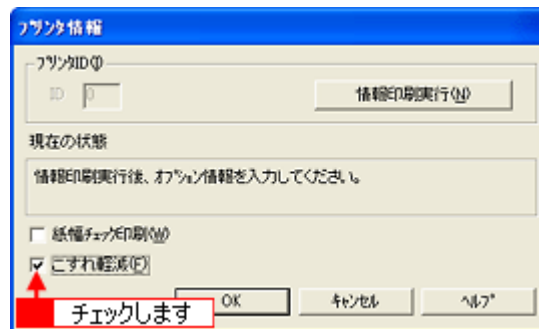 プリンタ情報
プリンタID(I)
ID 0
情報印刷実行(N)
現在の状態
情報印刷実行後、オプション情報を入力してください。
紙幅チェック印刷(W)
こすれ軽減(F)
チェックします
OK キャンセル ヘルプ